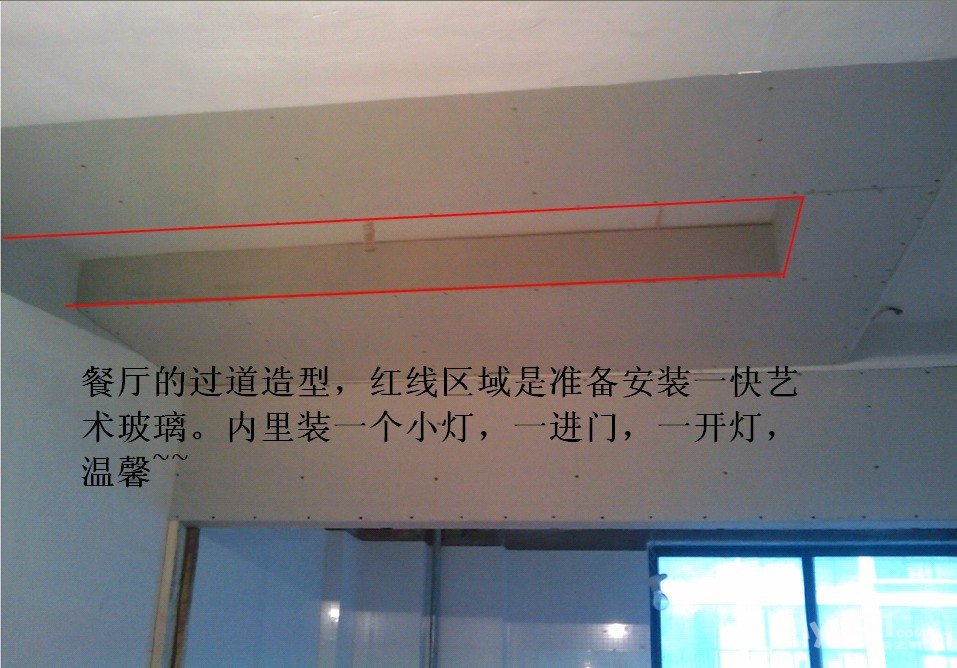 餐厅的过道造型，红线区域是准备安装一快艺
术玻璃。内里装一个小灯，一进门，一开灯，
温馨~~